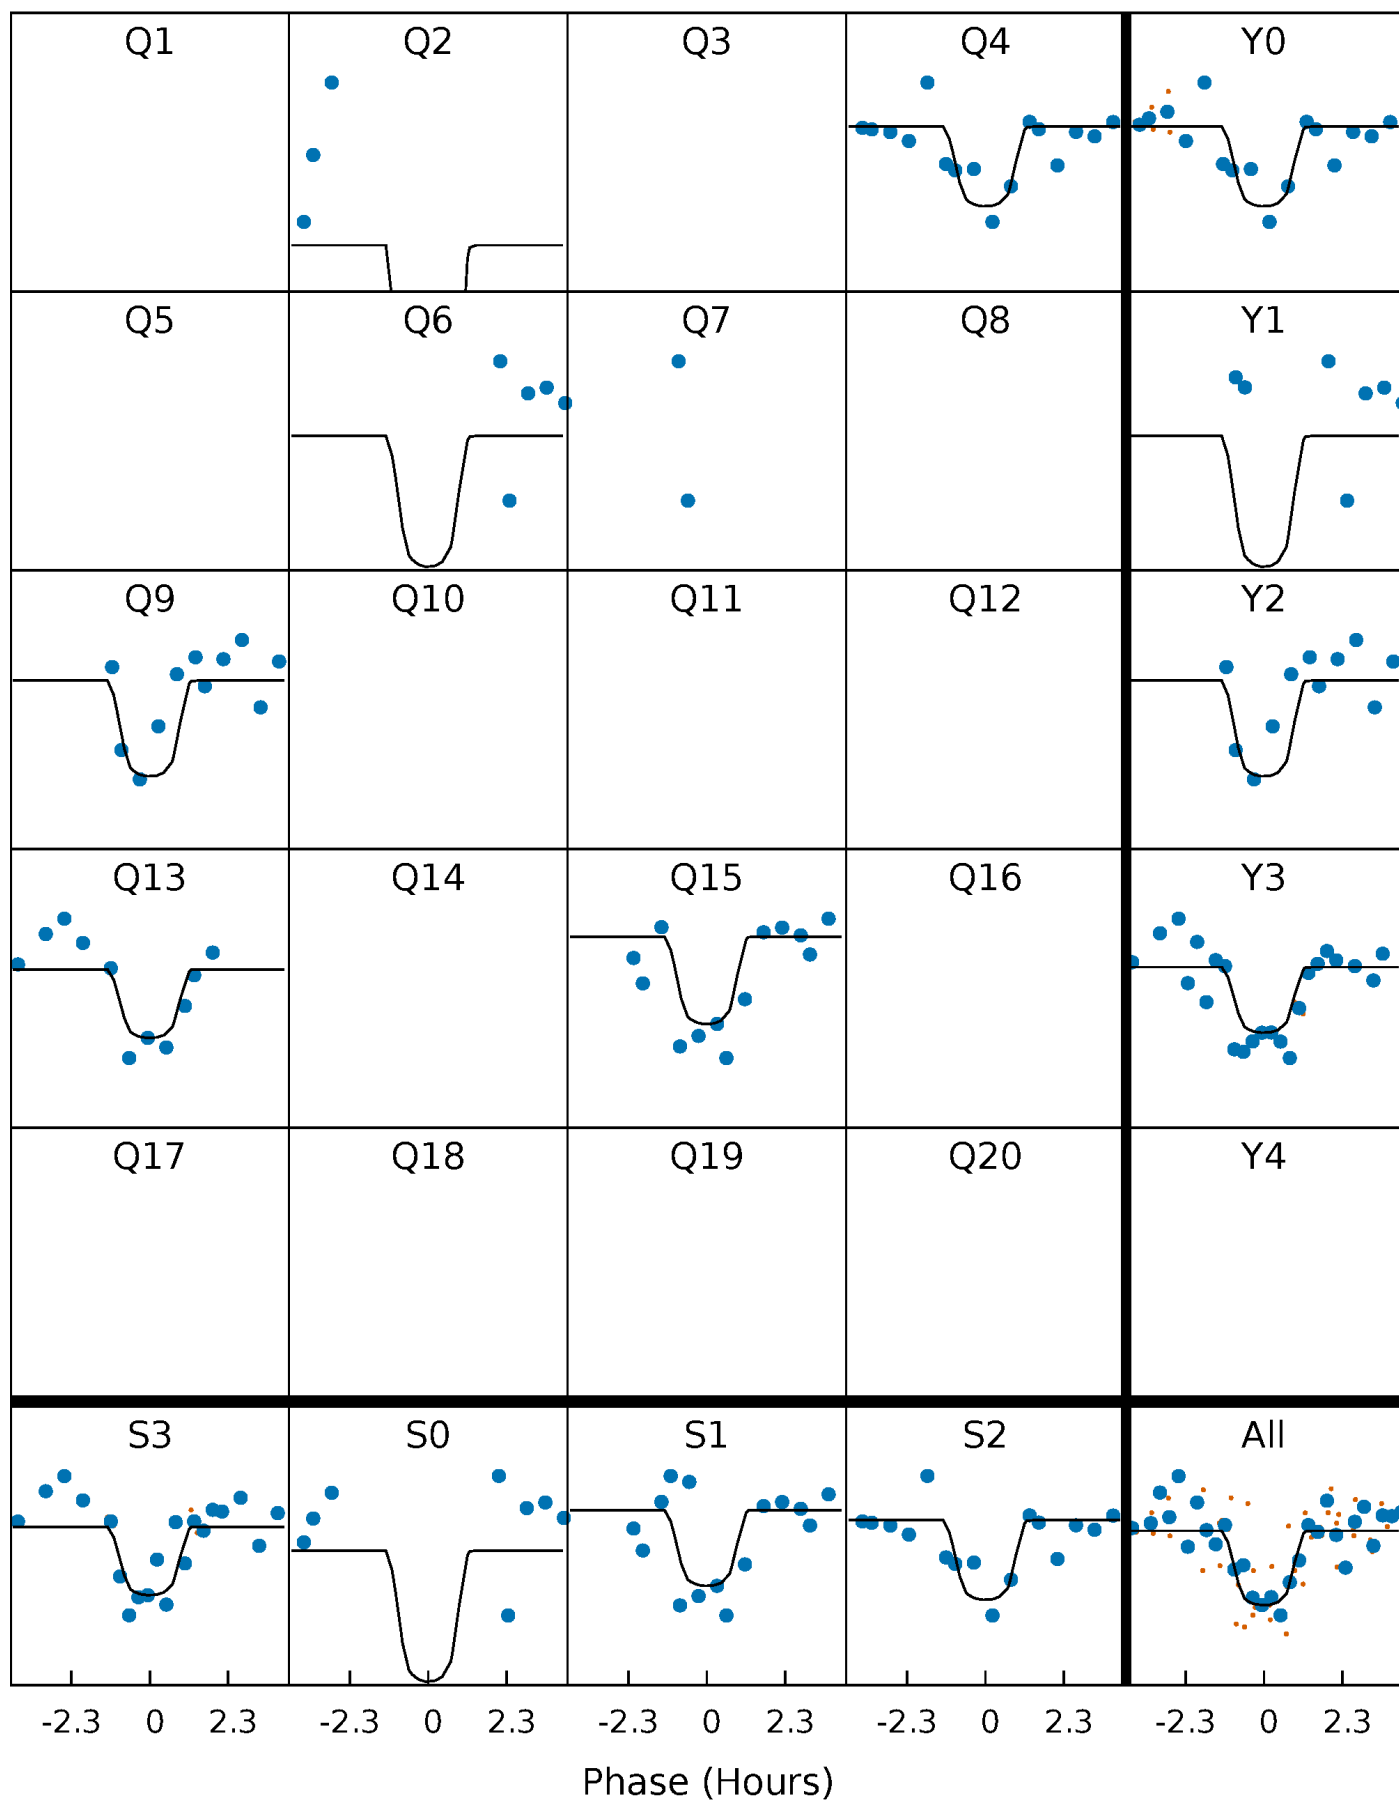 Q1 Q2 Q3 Q4 Y0
Q5 Q6 Q7 Q8 Y1
Q9 Q10 Q11 Q12 Y2
Q13 Q14 Q15 Q16 Y3
Q17 Q18 Q19 Q20 Y4
S3 S0 S1 S2 All
-2.3 0 2.3 -2.3 0 2.3 -2.3 0 2.3 -2.3 0 2.3 -2.3 0 2.3
Phase (Hours)